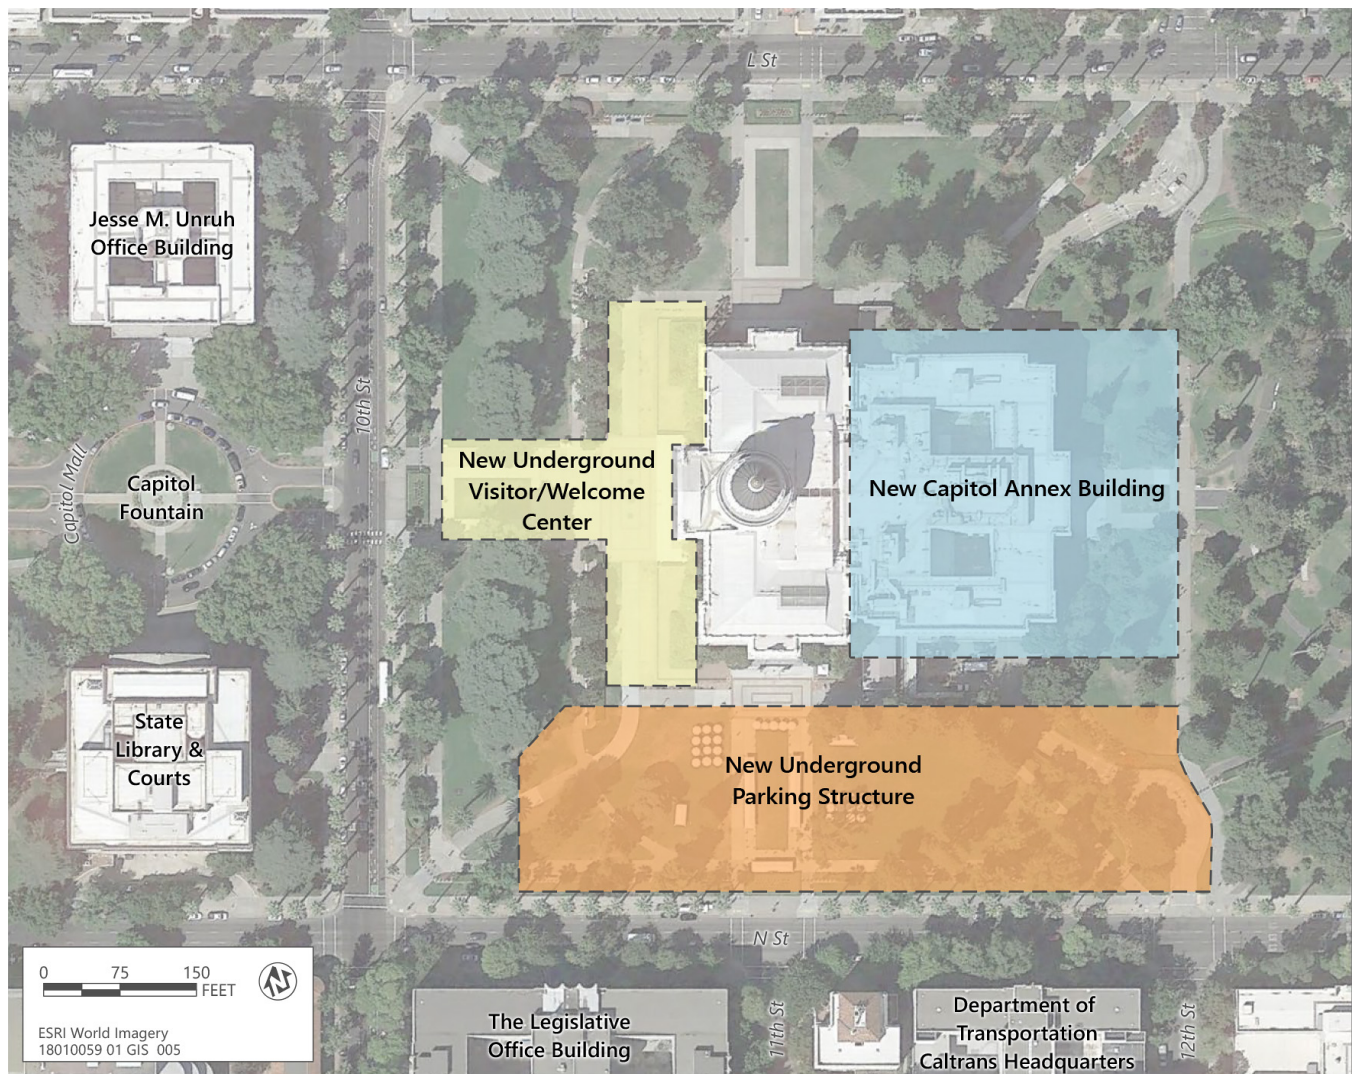 L St
Jesse M. Unruh
Office Building
10th St
Capitol Mall
Capitol
Fountain
New Underground
Visitor/Welcome
Center
New Capitol Annex Building
State
Library &
Courts
New Underground
Parking Structure
N St
0 75 150
FEET
N
ESRI World Imagery
18010059 01 GIS 005
The Legislative
Office Building
11th St
Department of
Transportation
Caltrans Headquarters
12th St